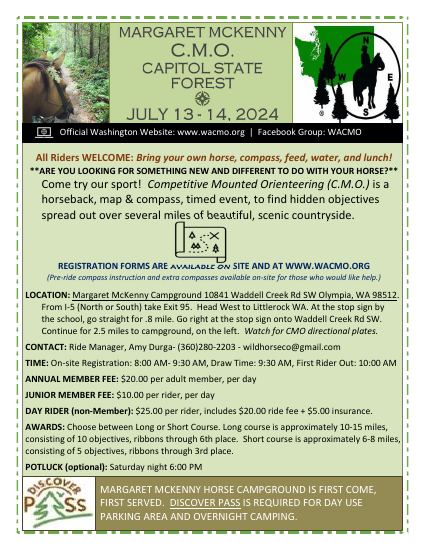 MARGARET MCKENNY
C.M.O.
CAPITOL STATE
FOREST
JULY 13 - 14, 2024
N
W
E
S
Official Washington Website: www.wacmo.org | Facebook Group: WACMO
All Riders WELCOME: Bring your own horse, compass, feed, water, and lunch!
**ARE YOU LOOKING FOR SOMETHING NEW AND DIFFERENT TO DO WITH YOUR HORSE?**
Come try our sport! Competitive Mounted Orienteering (C.M.O.) is a
horseback, map & compass, timed event, to find hidden objectives
spread out over several miles of beautiful, scenic countryside.
REGISTRATION FORMS ARE AVAILABLE ON SITE AND AT WWW.WACMO.ORG
(Pre-ride compass instruction and extra compasses available on-site for those who would like help.)
LOCATION: Margaret McKenny Campground 10841 Waddell Creek Rd SW Olympia, WA 98512.
From I-5 (North or South) take Exit 95. Head West to Littlerock WA. At the stop sign by
the school, go straight for .8 mile. Go right at the stop sign onto Waddell Creek Rd SW.
Continue for 2.5 miles to campground, on the left. Watch for CMO directional plates.
CONTACT: Ride Manager, Amy Durga- (360)280-2203 - wildhorseco@gmail.com
TIME: On-site Registration: 8:00 AM- 9:30 AM, Draw Time: 9:30 AM, First Rider Out: 10:00 AM
ANNUAL MEMBER FEE: $20.00 per adult member, per day
JUNIOR MEMBER FEE: $10.00 per rider, per day
DAY RIDER (non-Member): $25.00 per rider, includes $20.00 ride fee + $5.00 insurance.
AWARDS: Choose between Long or Short Course. Long course is approximately 10-15 miles,
consisting of 10 objectives, ribbons through 6th place. Short course is approximately 6-8 miles,
consisting of 5 objectives, ribbons through 3rd place.
POTLUCK (optional): Saturday night 6:00 PM
DISCOVER
PASS
MARGARET MCKENNY HORSE CAMPGROUND IS FIRST COME,
FIRST SERVED. DISCOVER PASS IS REQUIRED FOR DAY USE
PARKING AREA AND OVERNIGHT CAMPING.